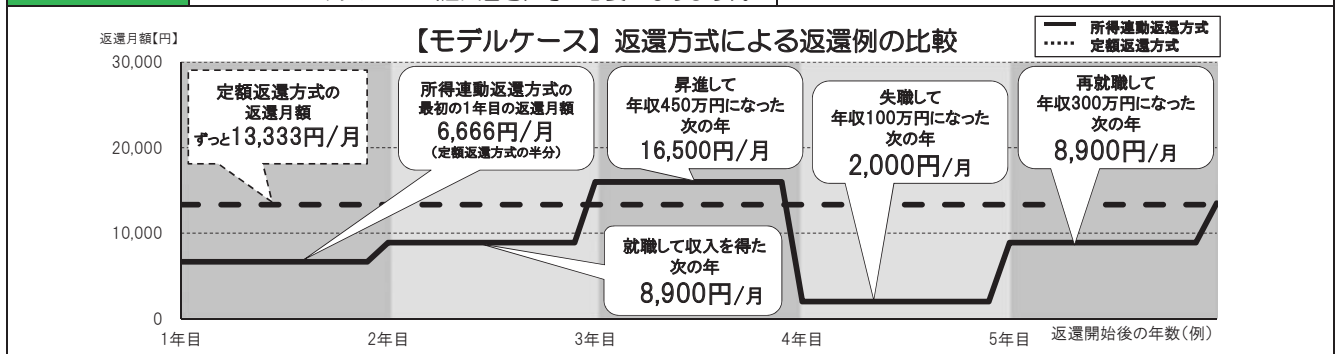 返還月額【円】
【モデルケース】返還方式による返還例の比較
所得連動返還方式
定額返還方式
30,000
20,000
10,000
0
定額返還方式の
返還月額
ずっと13,333円/月
所得連動返還方式の
最初の1年目の返還月額
6,666円/月
(定額返還方式の半分)
昇進して
年収450万円になった
次の年
16,500円/月
失職して
年収100万円になった
次の年
2,000円/月
再就職して
年収300万円になった
次の年
8,900円/月
就職して収入を得た
次の年
8,900円/月
1年目
2年目
3年目
4年目
5年目
返還開始後の年数(例)